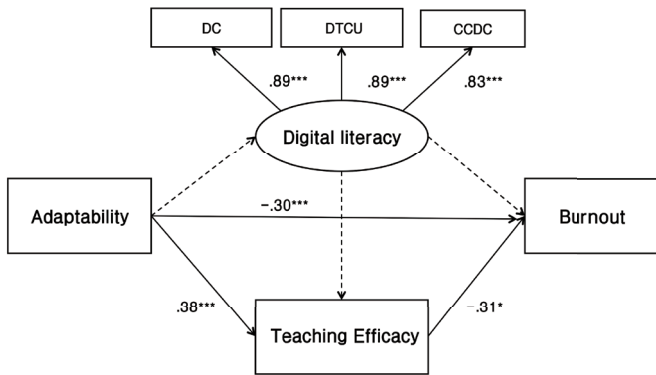 DC
DTCU
CCDC
.89***
.89***
.83***
Digital literacy
Adaptability
-.30***
Burnout
.38***
-.31*
Teaching Efficacy